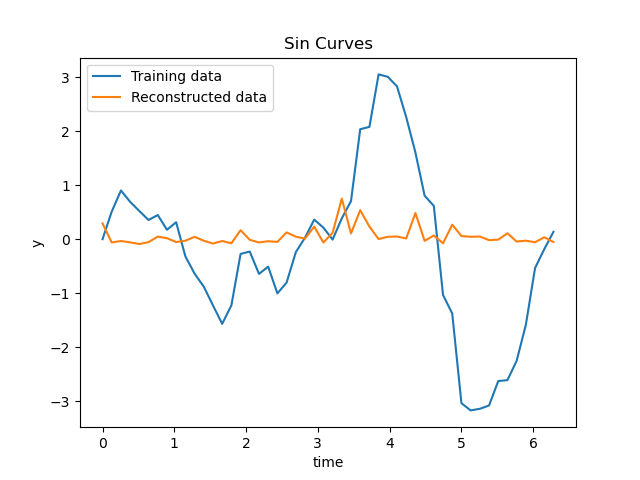 Sin Curves
Training data
Reconstructed data
3
2
1
0
−1
−2
−3
y
0 1 2 3 4 5 6
time